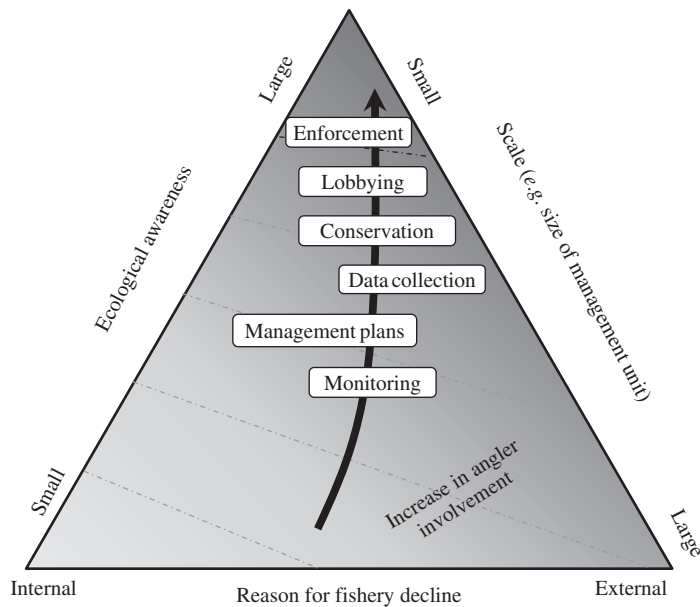 Large
Small
Enforcement
Lobbying
Conservation
Data collection
Management plans
Monitoring
Ecological awareness
Scale (e.g. size of management unit)
Increase in angler
involvement
Small
Large
Internal
Reason for fishery decline
External